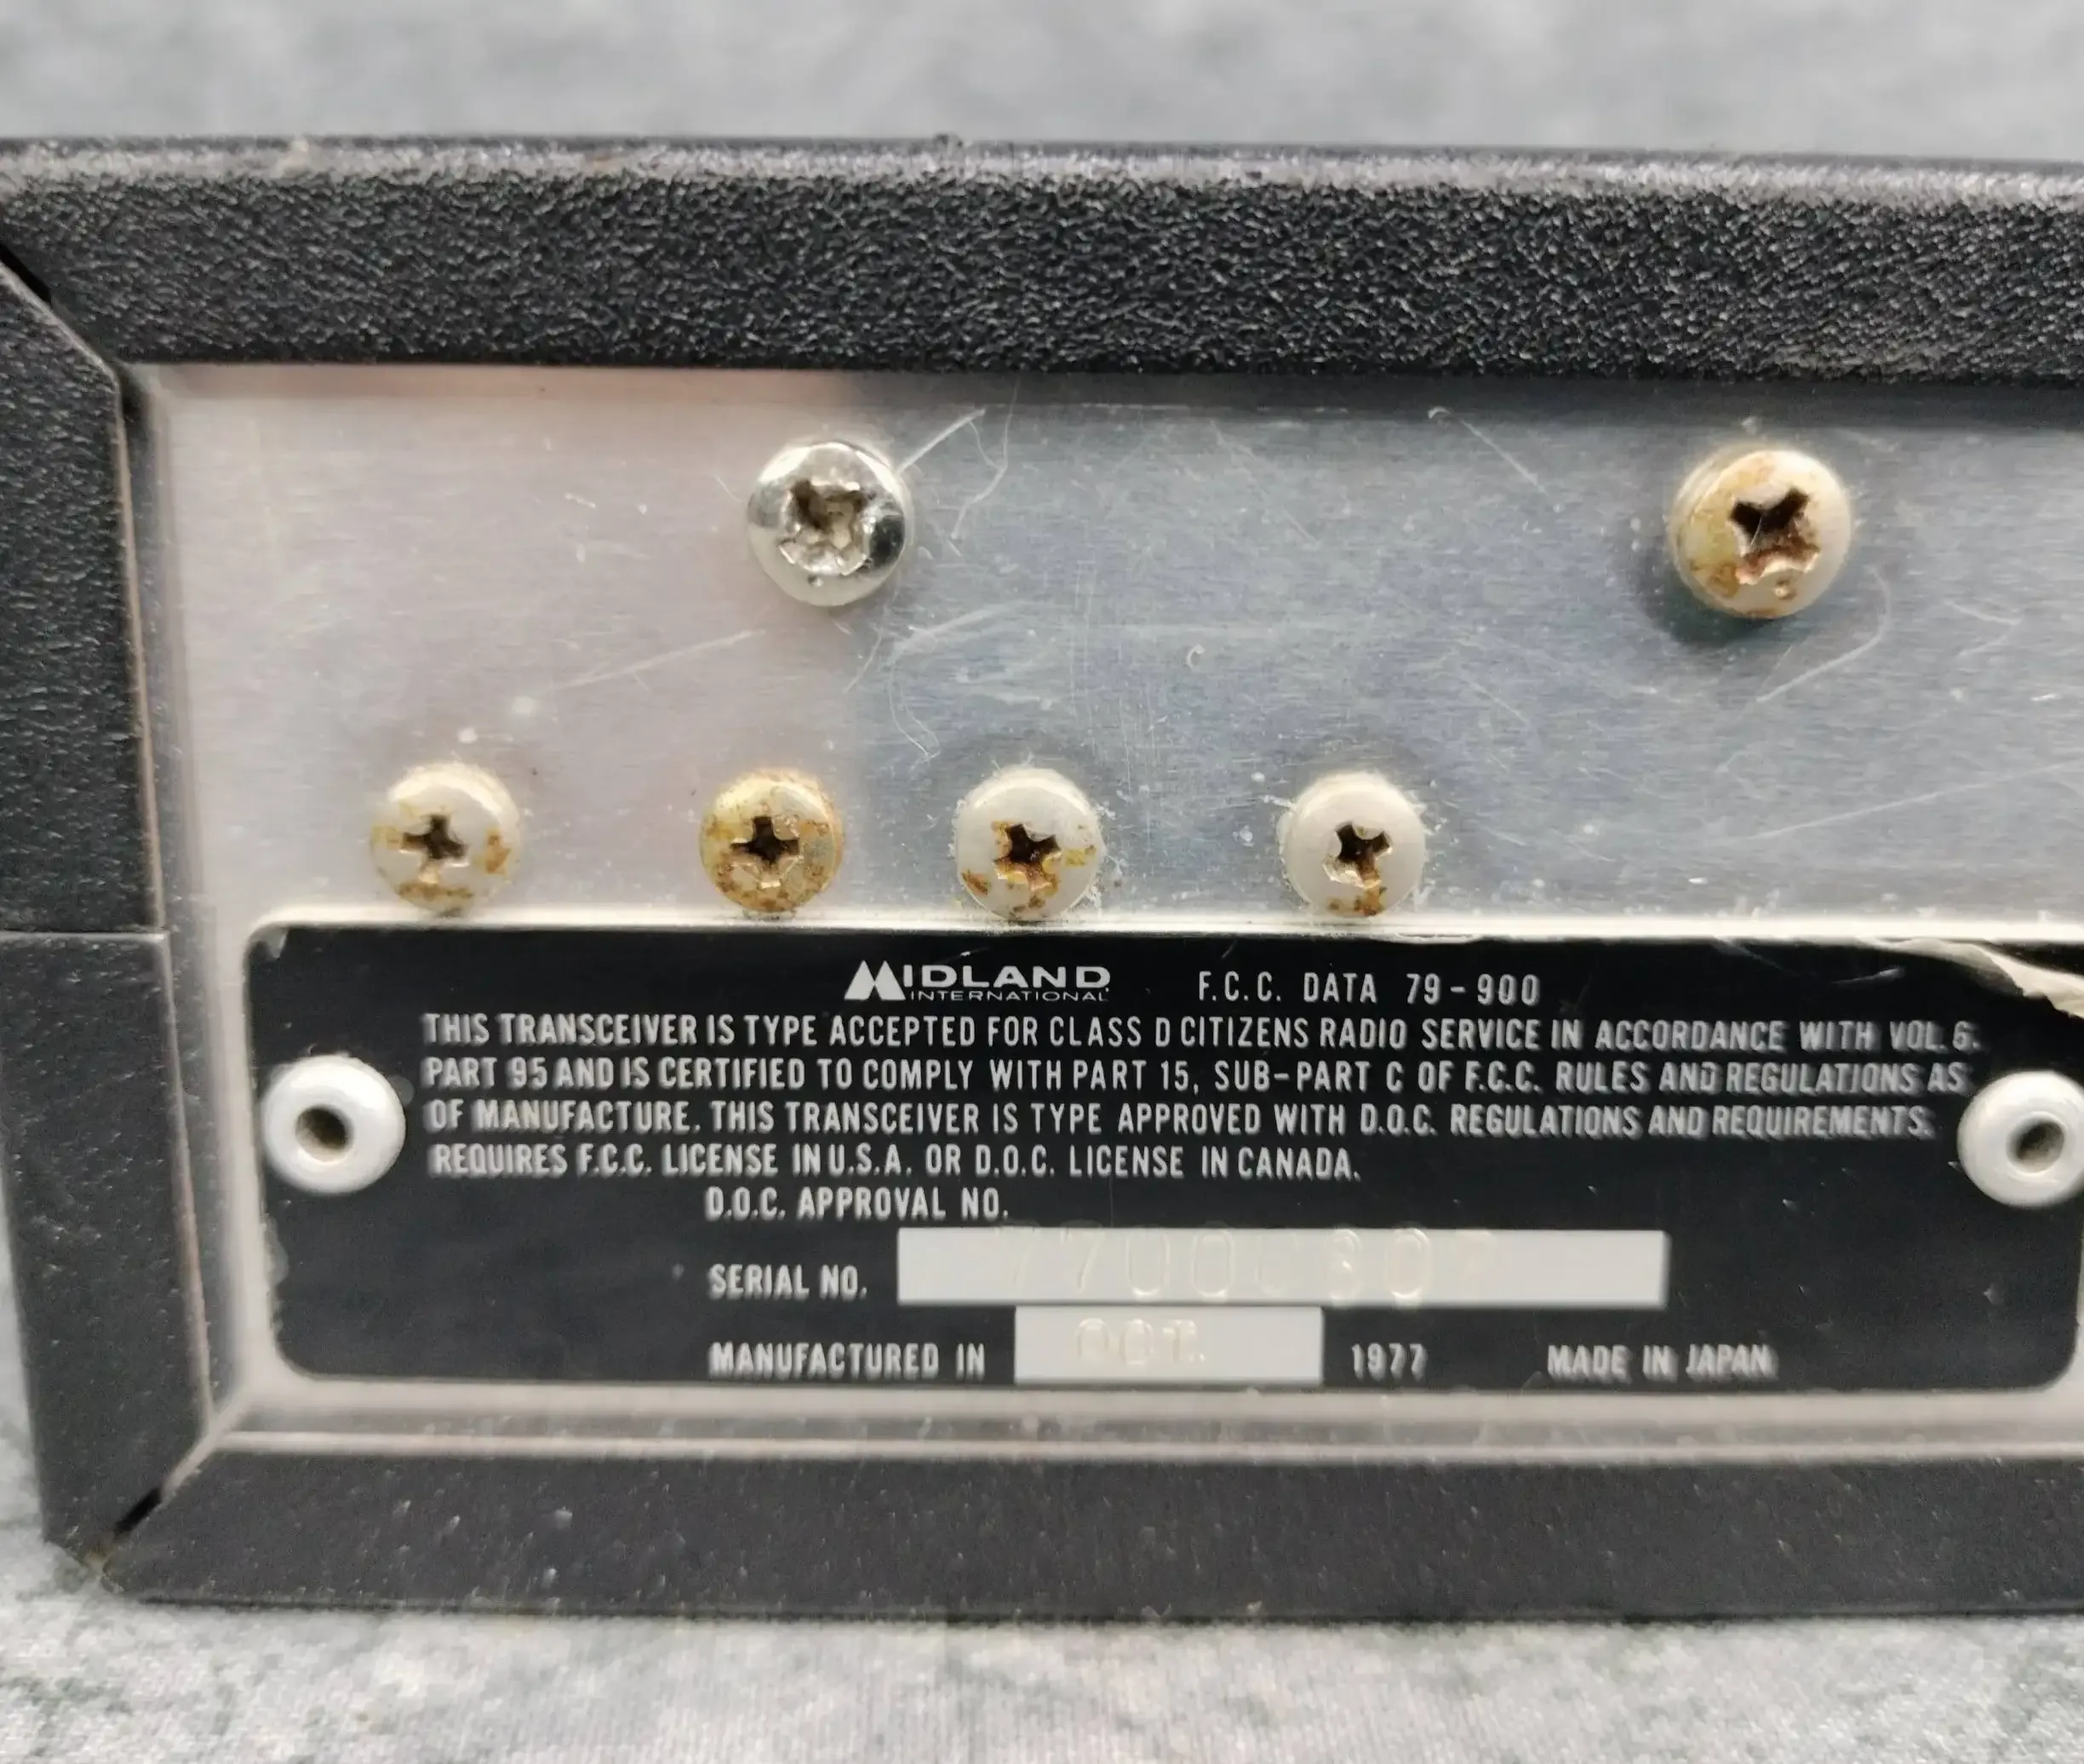 MIDLAND F.C.C. DATA 79-900
INTERNATIONAL
THIS TRANSCEIVER IS TYPE ACCEPTED FOR CLASS D CITIZENS RADIO SERVICE IN ACCORDANCE WITH VOL. 6.
PART 95 AND IS CERTIFIED TO COMPLY WITH PART 15, SUB-PART C OF F.C.C. RULES AND REGULATIONS AS
OF MANUFACTURE. THIS TRANSCEIVER IS TYPE APPROVED WITH D.O.C. REGULATIONS AND REQUIREMENTS.
REQUIRES F.C.C. LICENSE IN U.S.A. OR D.O.C. LICENSE IN CANADA.
D.O.C. APPROVAL NO.
SERIAL NO.
MANUFACTURED IN OCT. 1977 MADE IN JAPAN